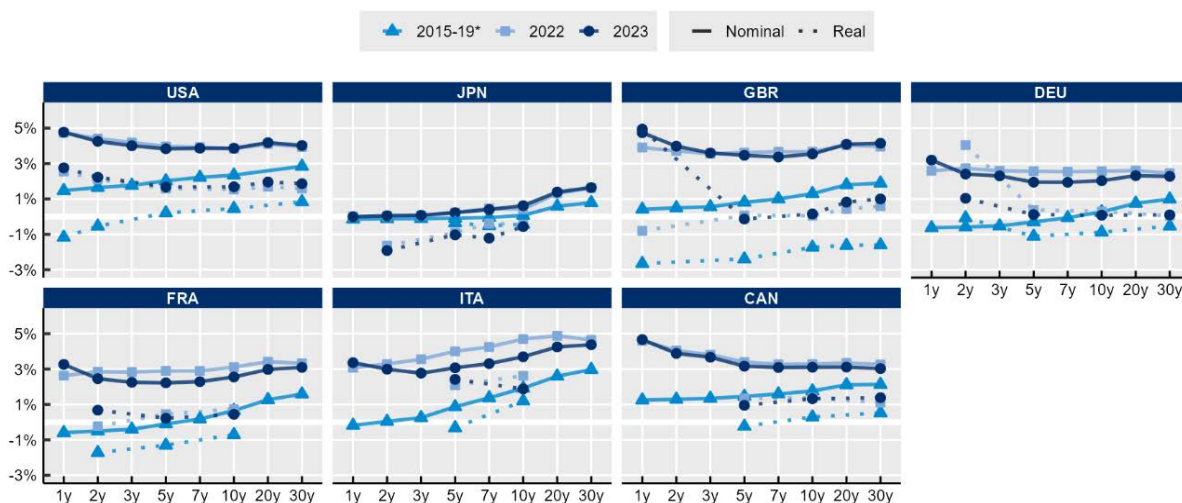 2015-19* 2022 2023 Nominal Real
USA JPN GBR DEU
5%
3%
1%
-1%
-3%
1y 2y 3y 5y 7y 10y 20y 30y
FRA ITA CAN
5%
3%
1%
-1%
-3%
1y 2y 3y 5y 7y 10y 20y 30y 1y 2y 3y 5y 7y 10y 20y 30y 1y 2y 3y 5y 7y 10y 20y 30y